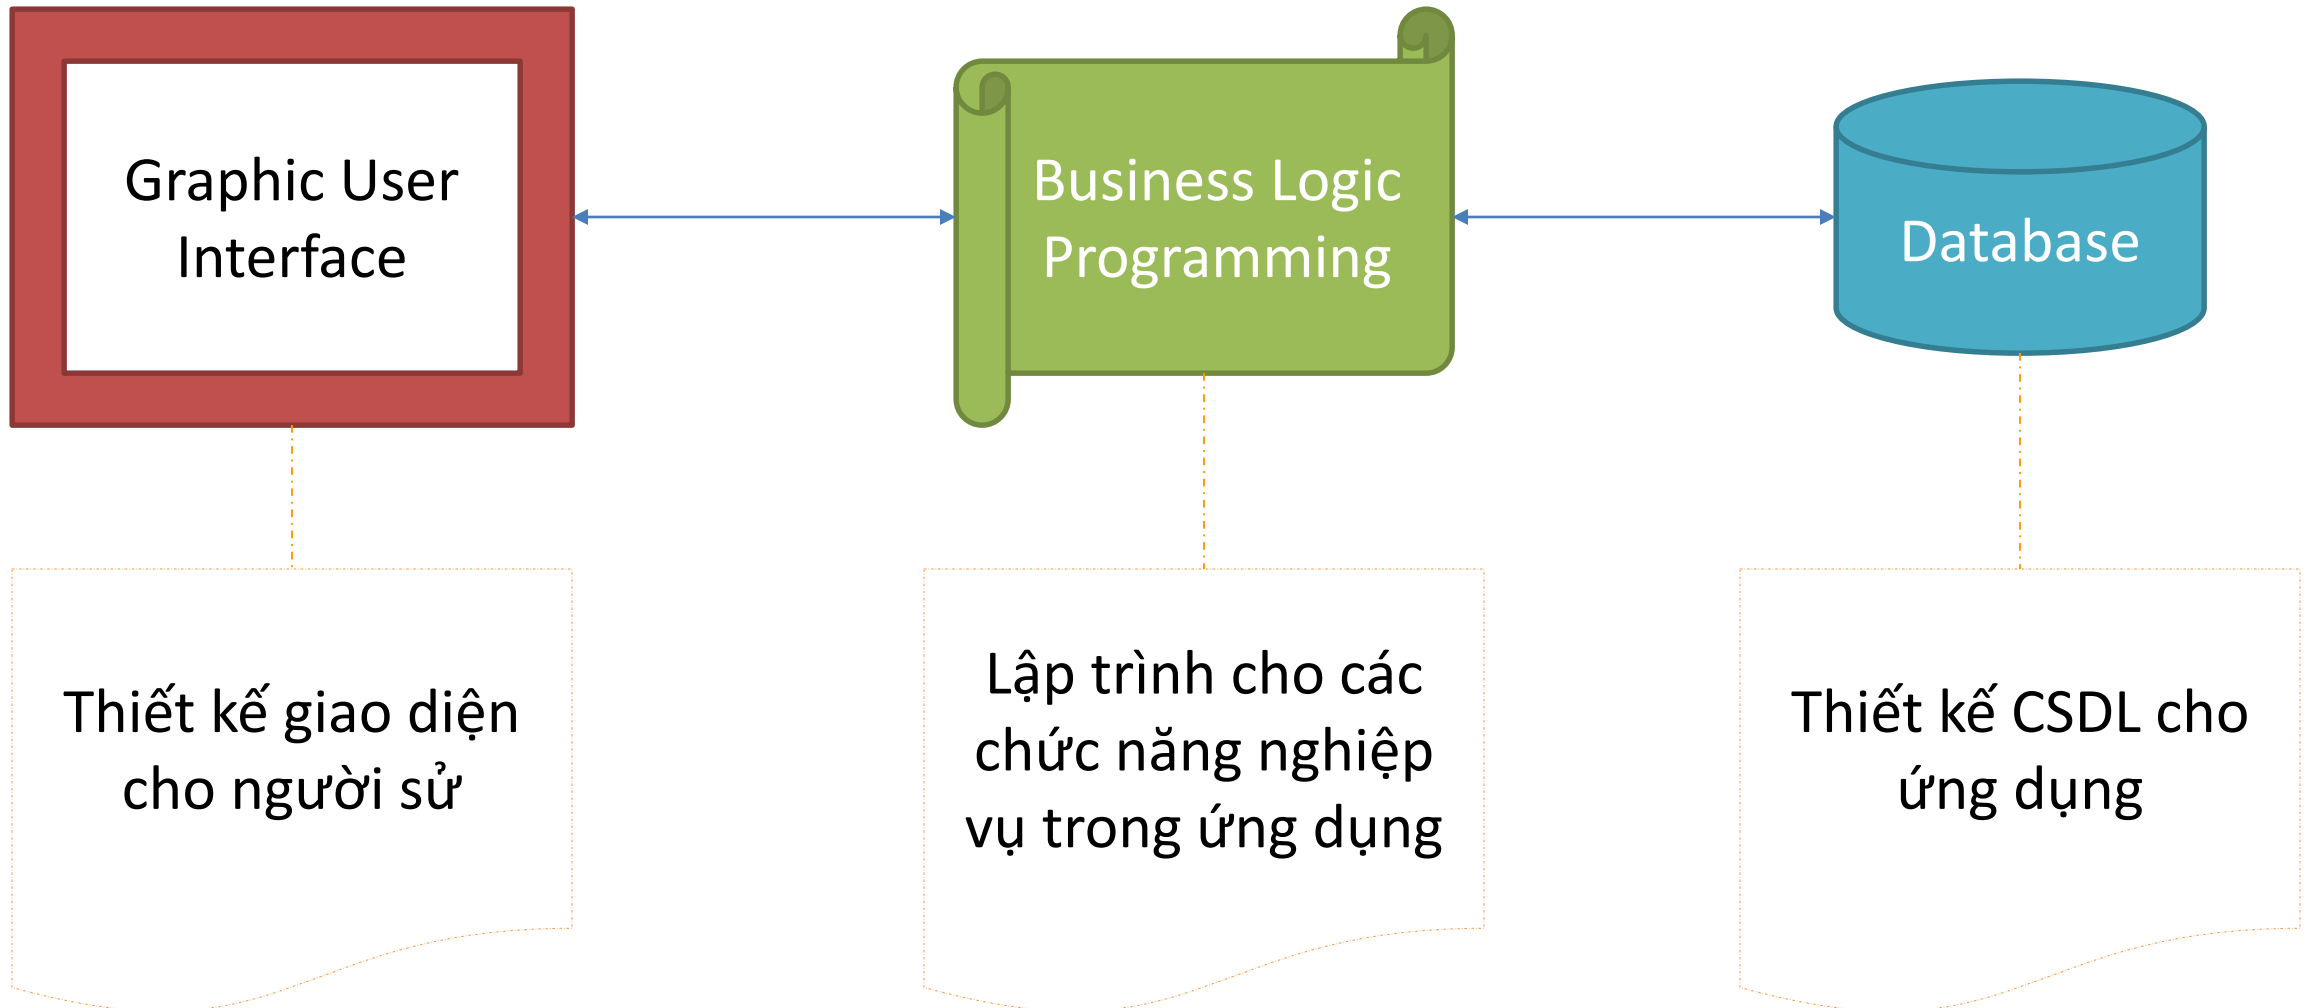 Graphic User
Interface
Business Logic
Programming
Database
Thiết kế giao diện
cho người sử
Lập trình cho các
chức năng nghiệp
vụ trong ứng dụng
Thiết kế CSDL cho
ứng dụng